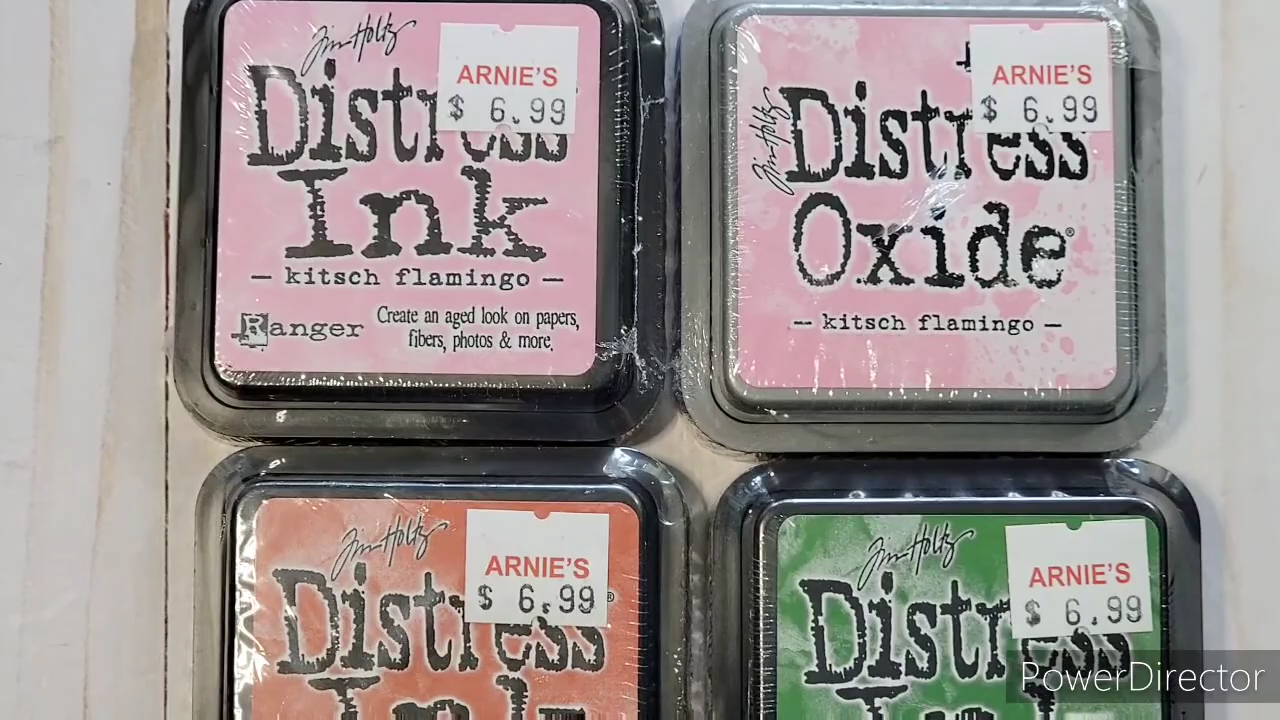 Tim Holtz
ARNIE'S
$ 6.99
Distress
Ink
— kitsch flamingo —
Ranger
Create an aged look on papers,
fibers, photos & more.
ARNIE'S
$ 6.99
Tim Holtz
Distress
Oxide®
— kitsch flamingo —
Tim Holtz
ARNIE'S
$ 6.99
Distress®
Ink
Tim Holtz
ARNIE'S
$ 6.99
Distress
Ink
PowerDirector